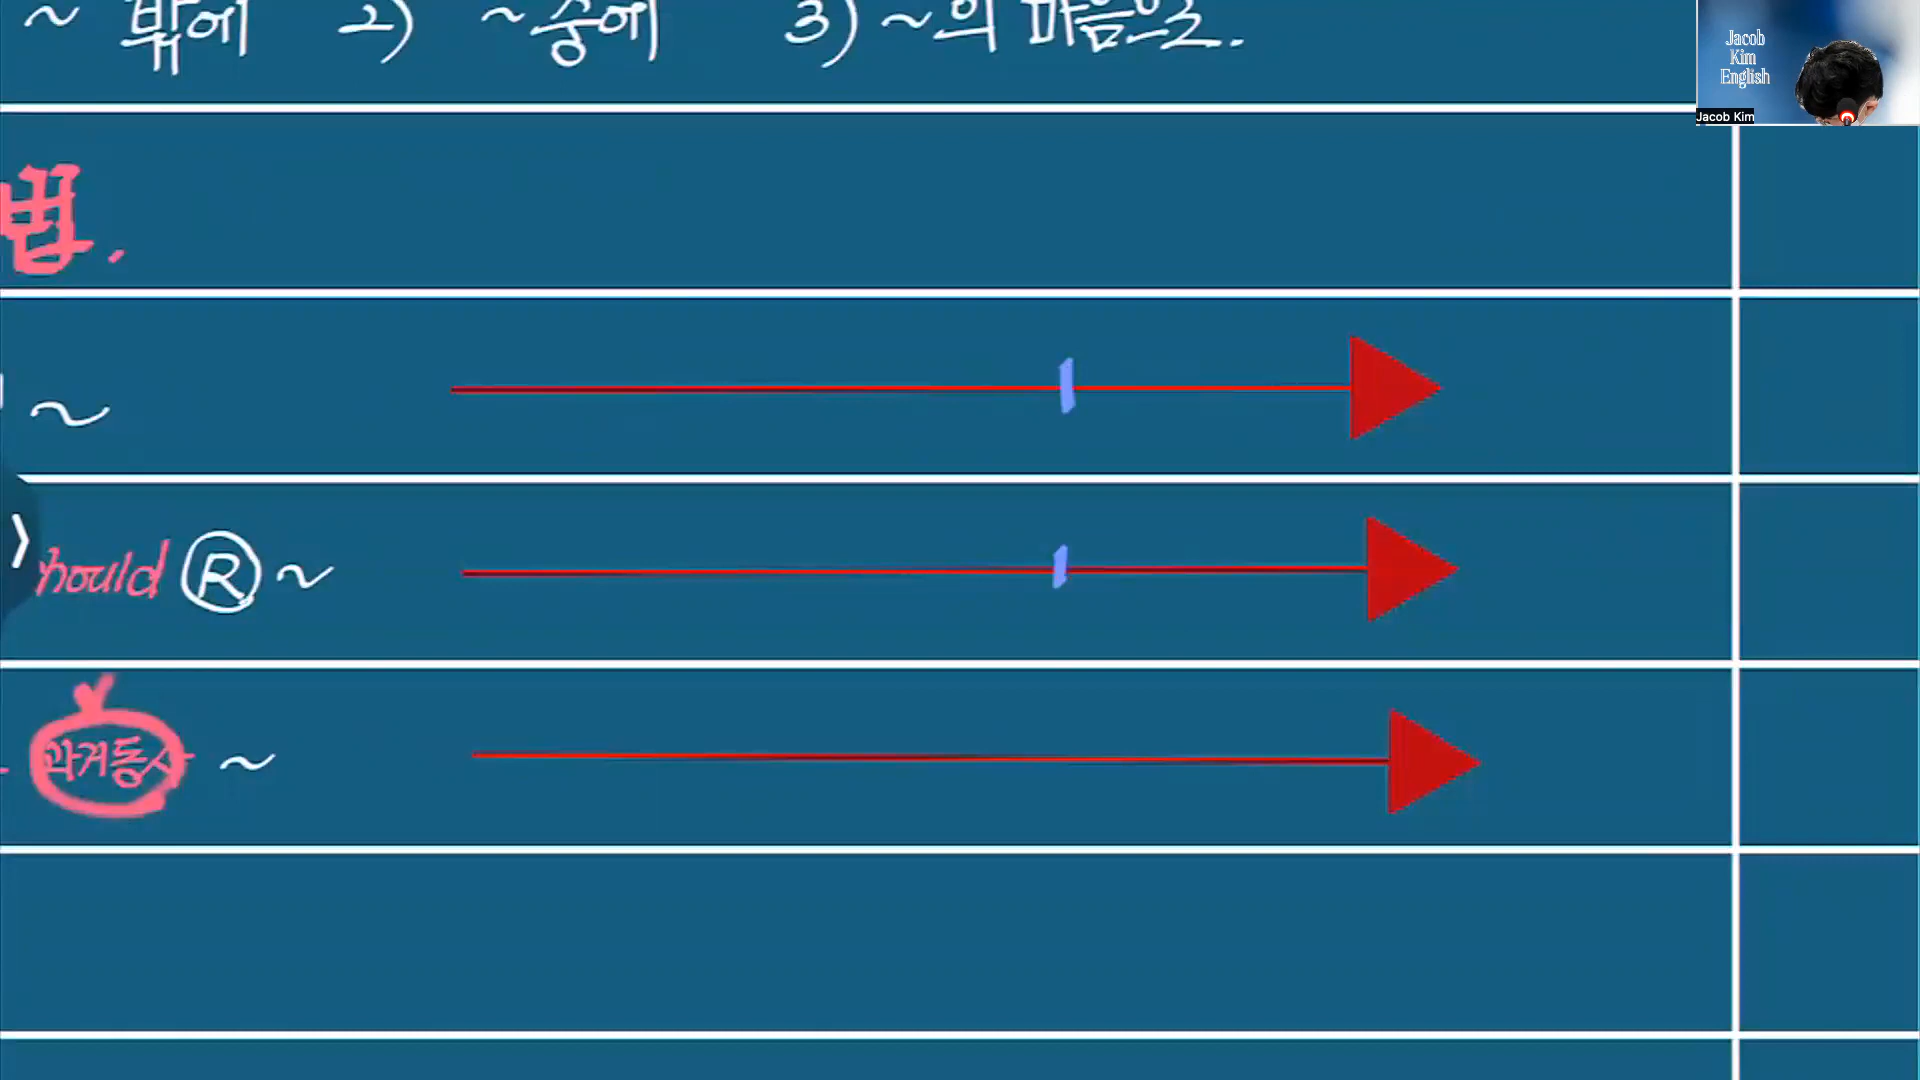 ~ 밖에 2) ~중에 3) ~의 마음으로.
Jacob
Kim
English
Jacob Kim
법.
~
hould Ⓡ ~
과거동사 ~